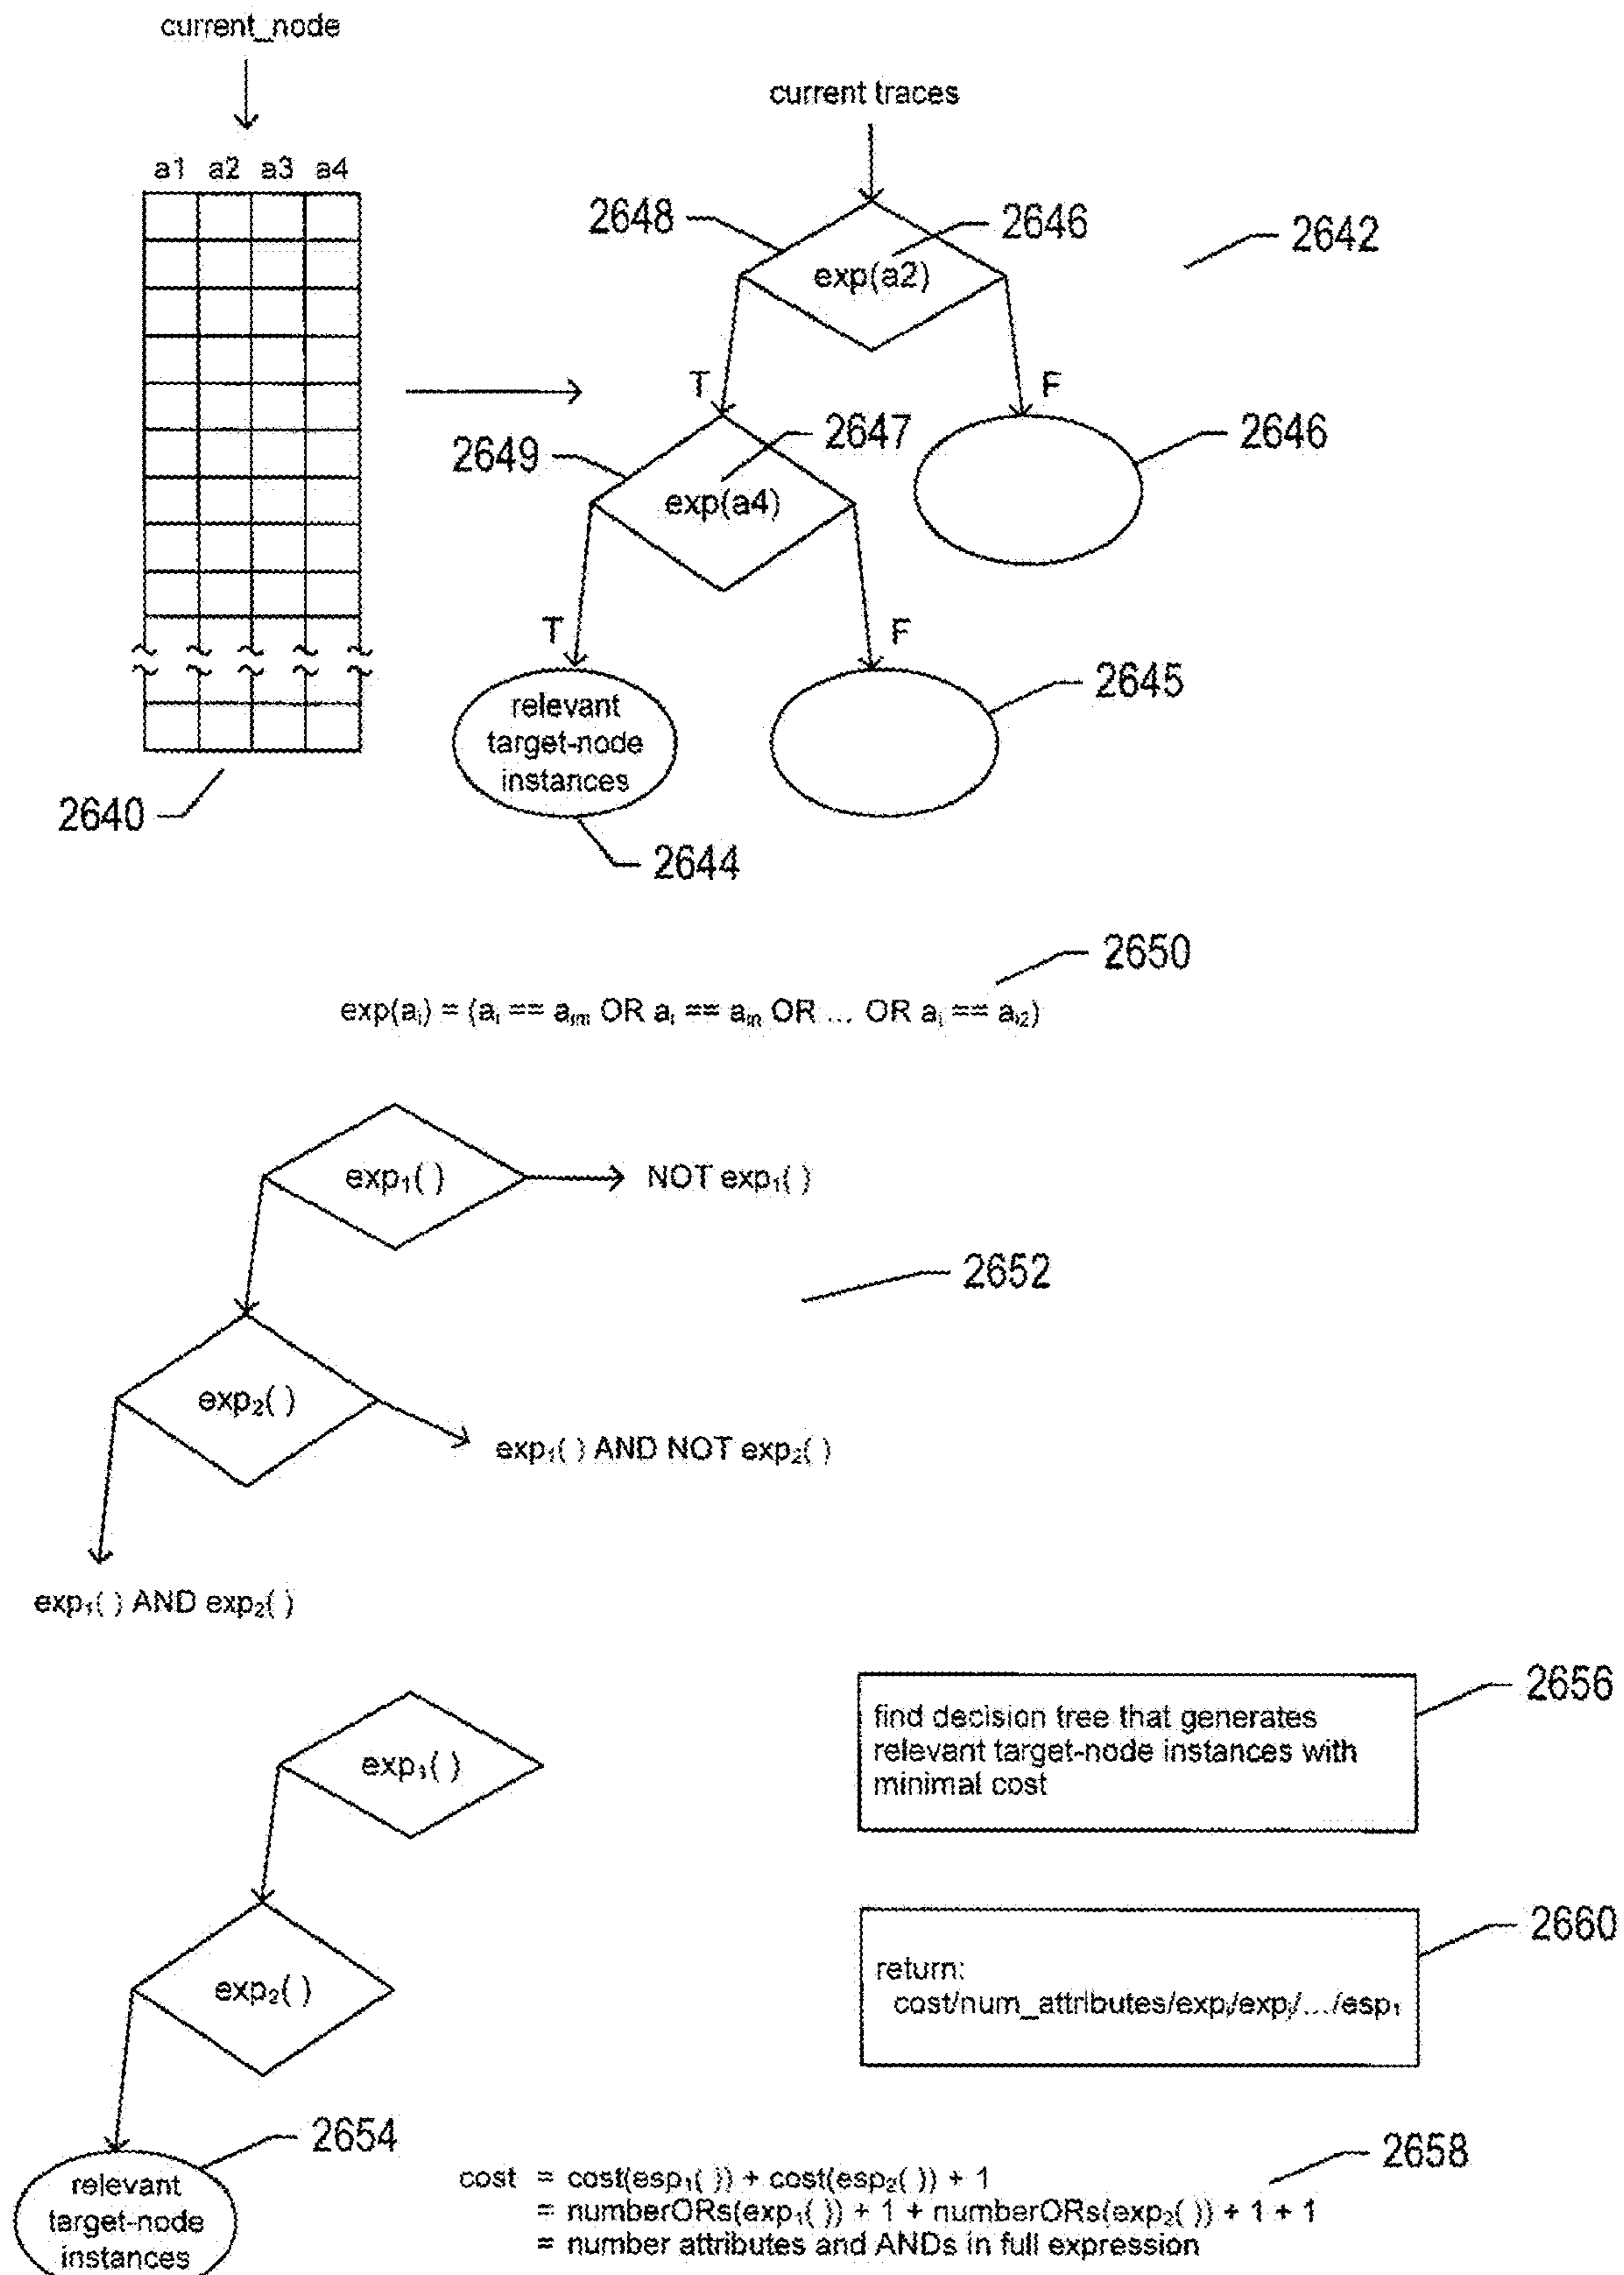 current_node
current traces
a1 a2 a3 a4
2648
2646
2642
exp(a2)
T
F
2649
2647
2646
exp(a4)
T
F
2645
relevant
target-node
instances
2640
2644
2650
exp(aᵢ) = (aᵢ == aᵢₘ OR aᵢ == aᵢₙ OR ... OR aᵢ == aᵢ₂)
exp₁( )
NOT exp₁( )
2652
exp₂( )
exp₁( ) AND NOT exp₂( )
exp₁( ) AND exp₂( )
2656
find decision tree that generates
relevant target-node instances with
minimal cost
exp₁( )
2660
return:
cost/num_attributes/expᵢ/expⱼ/.../esp₁
exp₂( )
2654
2658
relevant
target-node
instances
cost = cost(esp₁( )) + cost(esp₂( )) + 1
= numberORs(exp₁( )) + 1 + numberORs(exp₂( )) + 1 + 1
= number attributes and ANDs in full expression